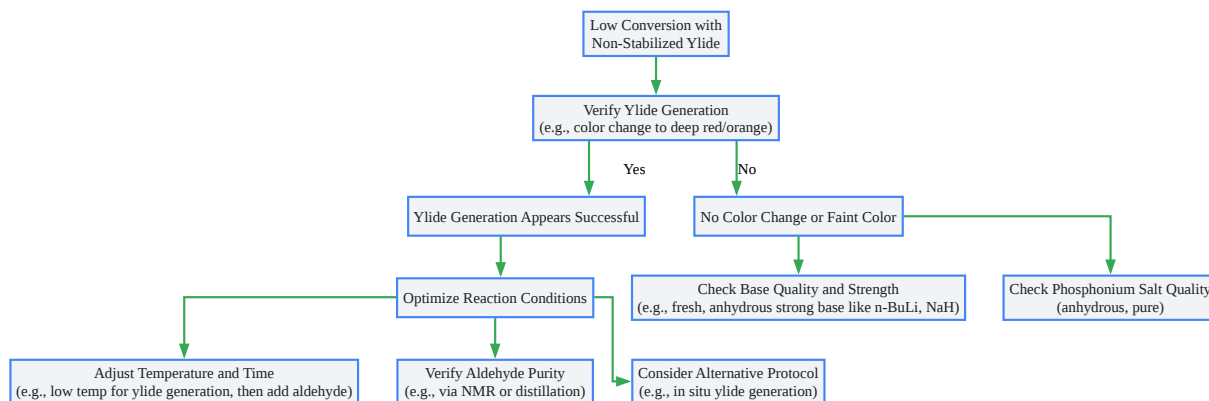 Low Conversion with
Non-Stabilized Ylide
Verify Ylide Generation
(e.g., color change to deep red/orange)
Yes
No
Ylide Generation Appears Successful
No Color Change or Faint Color
Optimize Reaction Conditions
Check Base Quality and Strength
(e.g., fresh, anhydrous strong base like n-BuLi, NaH)
Check Phosphonium Salt Quality
(anhydrous, pure)
Adjust Temperature and Time
(e.g., low temp for ylide generation, then add aldehyde)
Verify Aldehyde Purity
(e.g., via NMR or distillation)
Consider Alternative Protocol
(e.g., in situ ylide generation)